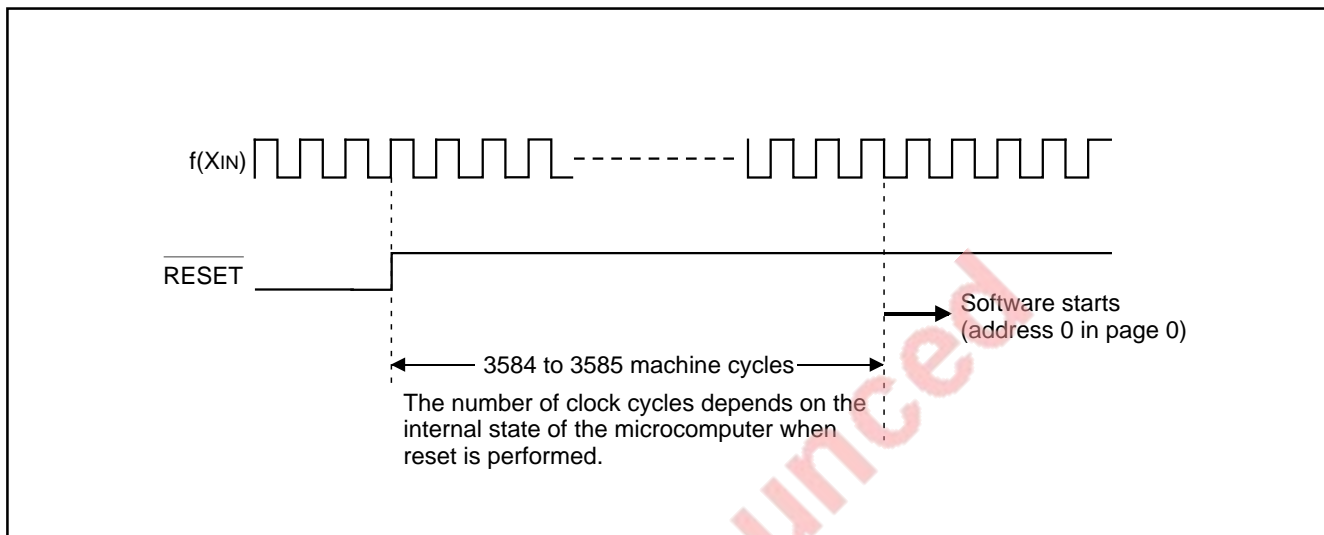 f(XIN)
RESET
Software starts
(address 0 in page 0)
3584 to 3585 machine cycles
The number of clock cycles depends on the
internal state of the microcomputer when
reset is performed.
unced